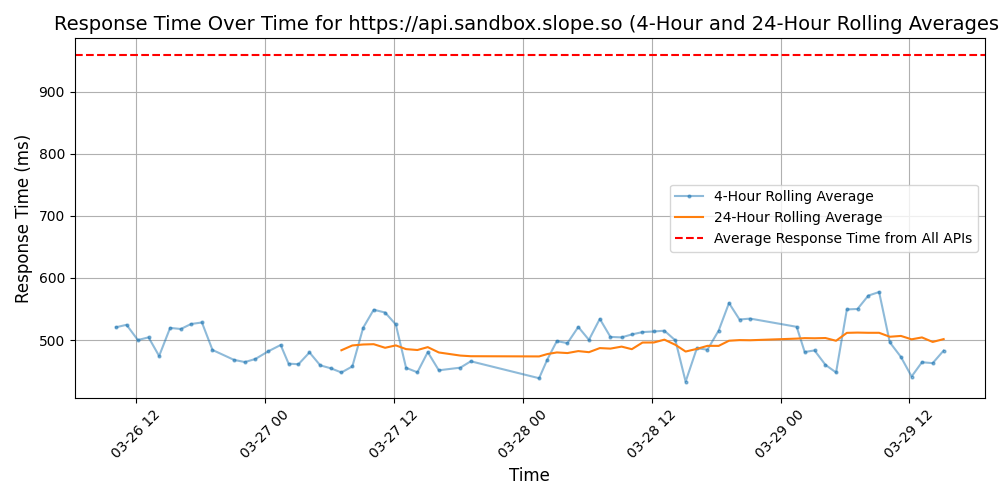 Response Time Over Time for https://api.sandbox.slope.so (4-Hour and 24-Hour Rolling Averages
Response Time (ms)
900
800
700
600
500
4-Hour Rolling Average
24-Hour Rolling Average
Average Response Time from All APIs
03-26 12
03-27 00
03-27 12
03-28 00
03-28 12
03-29 00
03-29 12
Time